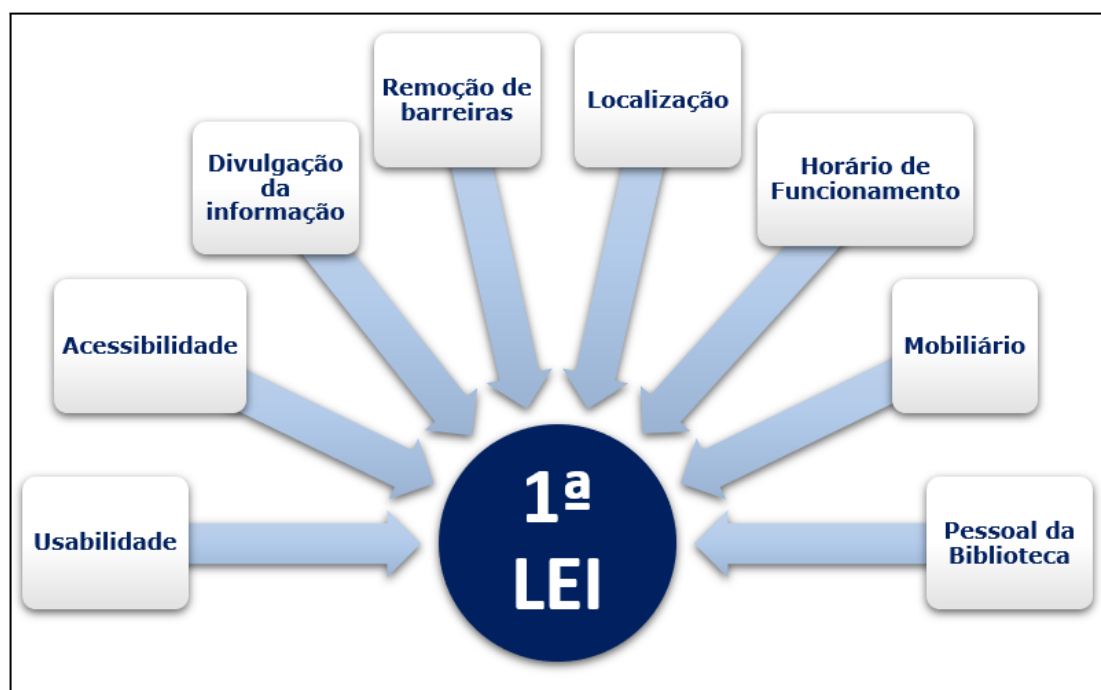 Remoção de
barreiras
Localização
Divulgação
da
informação
Horário de
Funcionamento
Acessibilidade
Mobiliário
Usabilidade
Pessoal da
Biblioteca
1ª
LEI